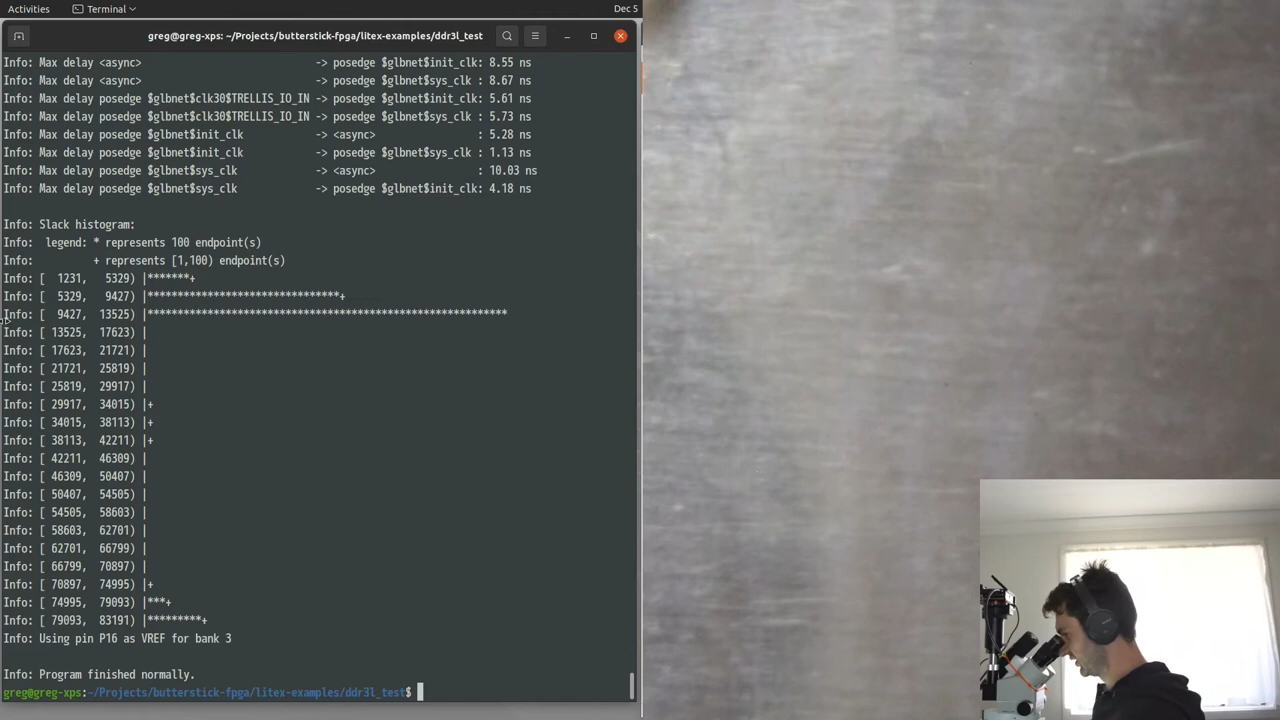 Activities
Terminal
Dec 5
greg@greg-xps: ~/Projects/butterstick-fpga/litex-examples/ddr3l_test
Info: Max delay <async>                              -> posedge $glbnet$init_clk: 8.55 ns
Info: Max delay <async>                              -> posedge $glbnet$sys_clk : 8.67 ns
Info: Max delay posedge $glbnet$clk30$TRELLIS_IO_IN -> posedge $glbnet$init_clk: 5.61 ns
Info: Max delay posedge $glbnet$clk30$TRELLIS_IO_IN -> posedge $glbnet$sys_clk : 5.73 ns
Info: Max delay posedge $glbnet$init_clk            -> <async>                 : 5.28 ns
Info: Max delay posedge $glbnet$init_clk            -> posedge $glbnet$sys_clk : 1.13 ns
Info: Max delay posedge $glbnet$sys_clk             -> <async>                 : 10.03 ns
Info: Max delay posedge $glbnet$sys_clk             -> posedge $glbnet$init_clk: 4.18 ns
Info: Slack histogram:
Info:  legend: * represents 100 endpoint(s)
Info:          + represents [1,100) endpoint(s)
Info: [  1231,   5329) |*******+
Info: [  5329,   9427) |********************************+
Info: [  9427,  13525) |************************************************************
Info: [ 13525,  17623) |
Info: [ 17623,  21721) |
Info: [ 21721,  25819) |
Info: [ 25819,  29917) |
Info: [ 29917,  34015) |+
Info: [ 34015,  38113) |+
Info: [ 38113,  42211) |+
Info: [ 42211,  46309) |
Info: [ 46309,  50407) |
Info: [ 50407,  54505) |
Info: [ 54505,  58603) |
Info: [ 58603,  62701) |
Info: [ 62701,  66799) |
Info: [ 66799,  70897) |
Info: [ 70897,  74995) |+
Info: [ 74995,  79093) |***+
Info: [ 79093,  83191) |*********+
Info: Using pin P16 as VREF for bank 3
Info: Program finished normally.
greg@greg-xps:~/Projects/butterstick-fpga/litex-examples/ddr3l_test$